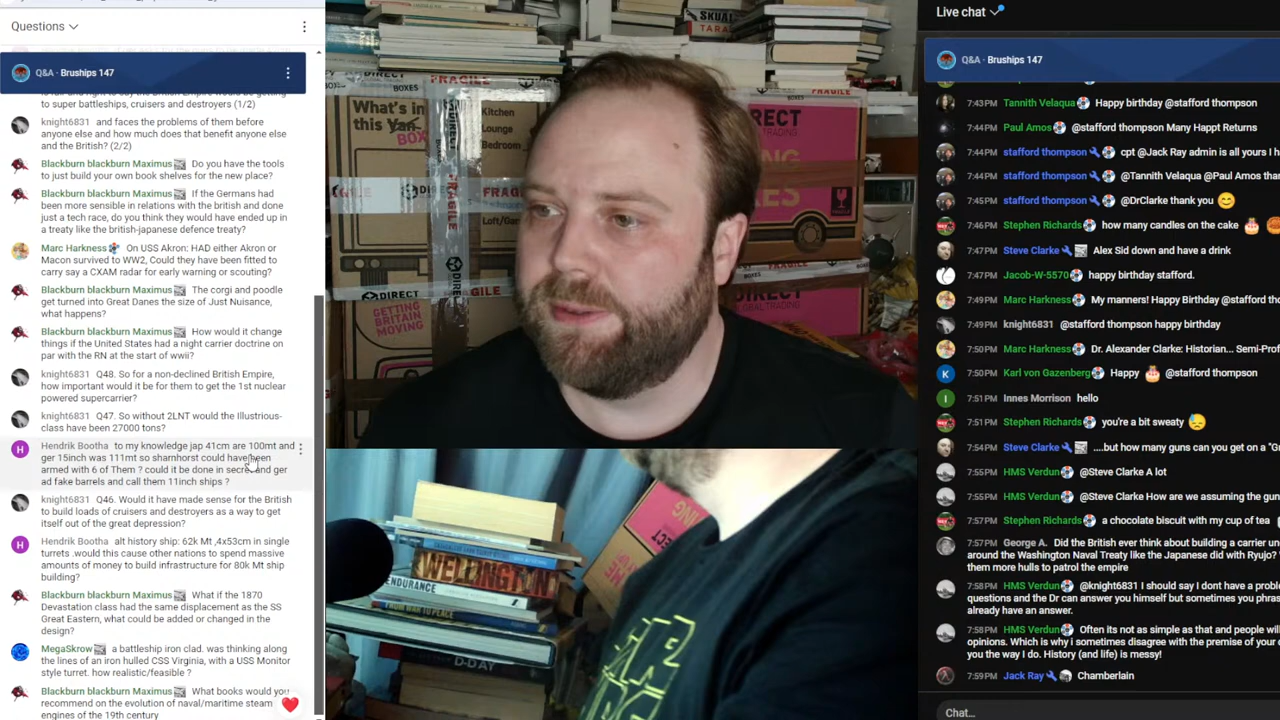 Questions
Q&A · Bruships 147
to super battleships, cruisers and destroyers (1/2)
knight6831 and faces the problems of them before
anyone else and how much does that benefit anyone else
and the British? (2/2)
Blackburn blackburn Maximus Do you have the tools
to just build your own book shelves for the new place?
Blackburn blackburn Maximus If the Germans had
been more sensible in relations with the british and done
just a tech race, do you think they would have ended up in
a treaty like the british-japanese defence treaty?
Marc Harkness On USS Akron: HAD either Akron or
Macon survived to WW2, Could they have been fitted to
carry say a CXAM radar for early warning or scouting?
Blackburn blackburn Maximus The corgi and poodle
get turned into Great Danes the size of Just Nuisance,
what happens?
Blackburn blackburn Maximus How would it change
things if the United States had a night carrier doctrine on
par with the RN at the start of wwii?
knight6831 Q48. So for a non-declined British Empire,
how important would it be for them to get the 1st nuclear
powered supercarrier?
knight6831 Q47. So without 2LNT would the Illustrious-
class have been 27000 tons?
H
Hendrik Bootha to my knowledge jap 41cm are 100mt and
ger 15inch was 111mt so sharnhorst could have been
armed with 6 of Them ? could it be done in secret and ger
ad fake barrels and call them 11inch ships ?
knight6831 Q46. Would it have made sense for the British
to build loads of cruisers and destroyers as a way to get
itself out of the great depression?
H
Hendrik Bootha alt history ship: 62k Mt ,4x53cm in single
turrets .would this cause other nations to spend massive
amounts of money to build infrastructure for 80k Mt ship
building?
Blackburn blackburn Maximus What if the 1870
Devastation class had the same displacement as the SS
Great Eastern, what could be added or changed in the
design?
MegaSkrow a battleship iron clad. was thinking along
the lines of an iron hulled CSS Virginia, with a USS Monitor
style turret. how realistic/feasible ?
Blackburn blackburn Maximus What books would you
recommend on the evolution of naval/maritime steam
engines of the 19th century
What's in
this Van
BOX
Kitchen
Lounge
Bedroom
Loft/Gar
FRAGILE
GETTING
BRITAIN
MOVING
DIRECT
FRAGILE
WELLINGTON
ENDURANCE
FROM WAR TO PEACE
D-DAY
Live chat
Q&A · Bruships 147
7:43PM Tannith Velaqua Happy birthday @stafford thompson
7:44PM Paul Amos @stafford thompson Many Happt Returns
7:44PM stafford thompson cpt @Jack Ray admin is all yours I h
7:44PM stafford thompson @Tannith Velaqua @Paul Amos than
7:45PM stafford thompson @DrClarke thank you
7:46PM Stephen Richards how many candles on the cake
7:47PM Steve Clarke Alex Sid down and have a drink
7:47PM Jacob-W-5570 happy birthday stafford.
7:49PM Marc Harkness My manners! Happy Birthday @stafford th
7:49PM knight6831 @stafford thompson happy birthday
7:50PM Marc Harkness Dr. Alexander Clarke: Historian... Semi-Prof
K
7:50PM Karl von Gazenberg Happy @stafford thompson
I
7:51PM Innes Morrison hello
7:51PM Stephen Richards you're a bit sweaty
7:54PM Steve Clarke ....but how many guns can you get on a "G
7:55PM HMS Verdun @Steve Clarke A lot
7:55PM HMS Verdun @Steve Clarke How are we assuming the gun
7:57PM Stephen Richards a chocolate biscuit with my cup of tea
7:57PM George A. Did the British ever think about building a carrier un
around the Washington Naval Treaty like the Japanese did with Ryujo?
them more hulls to patrol the empire
7:58PM HMS Verdun @knight6831 I should say I dont have a proble
questions and the Dr can answer you himself but sometimes you phras
already have an answer.
7:58PM HMS Verdun Often its not as simple as that and people will
opinions. Which is why i sometimes disagree with the premise of your q
you the way I do. History (and life) is messy!
7:59PM Jack Ray Chamberlain
Chat...